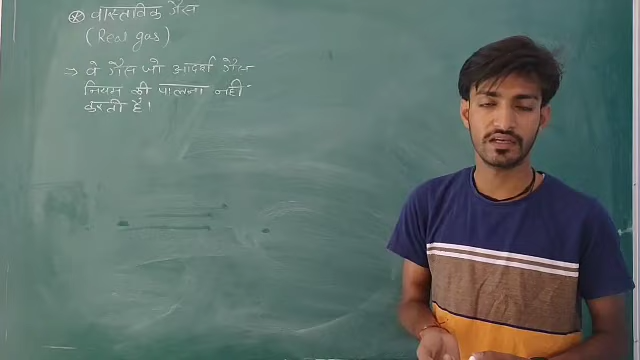 वास्तविक गैस
(Real gas)
→ वे गैस जो आदर्श गैस
नियम की पालना नहीं
करती है।